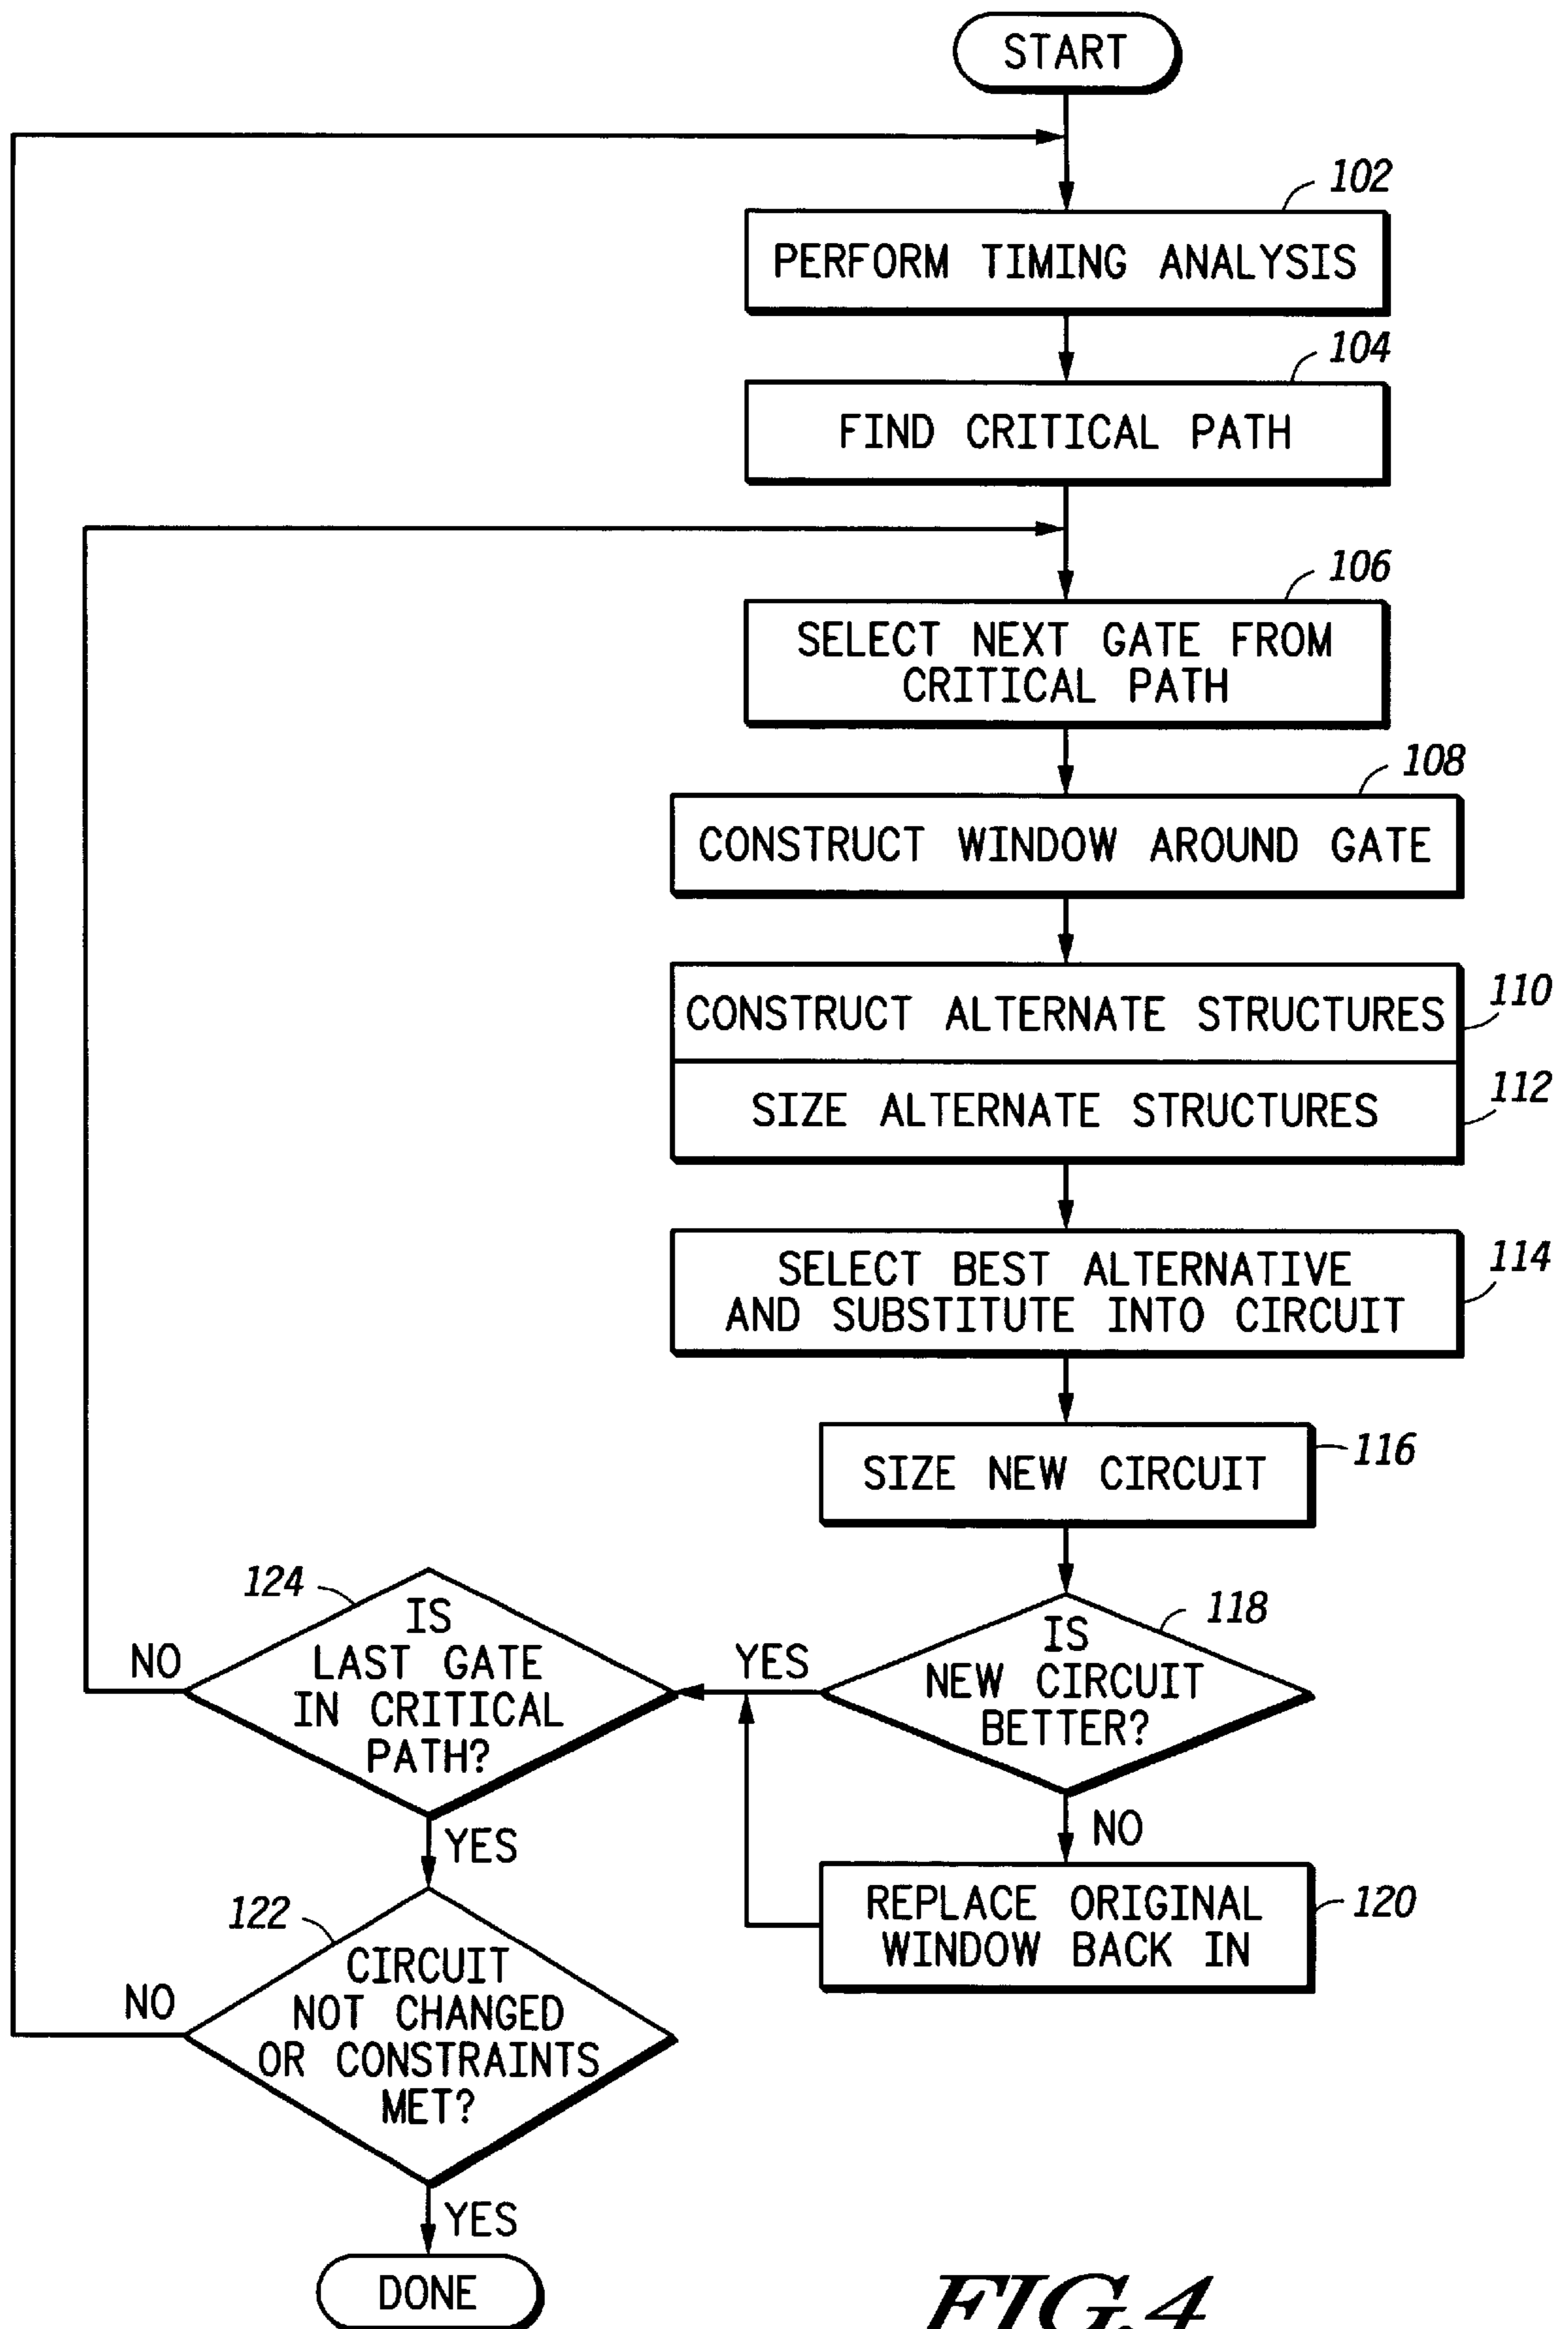 START
102
PERFORM TIMING ANALYSIS
104
FIND CRITICAL PATH
106
SELECT NEXT GATE FROM
CRITICAL PATH
108
CONSTRUCT WINDOW AROUND GATE
110
CONSTRUCT ALTERNATE STRUCTURES
112
SIZE ALTERNATE STRUCTURES
114
SELECT BEST ALTERNATIVE
AND SUBSTITUTE INTO CIRCUIT
116
SIZE NEW CIRCUIT
118
IS
NEW CIRCUIT
BETTER?
YES
NO
120
REPLACE ORIGINAL
WINDOW BACK IN
124
IS
LAST GATE
IN CRITICAL
PATH?
NO
YES
122
CIRCUIT
NOT CHANGED
OR CONSTRAINTS
MET?
NO
YES
DONE
FIG.4